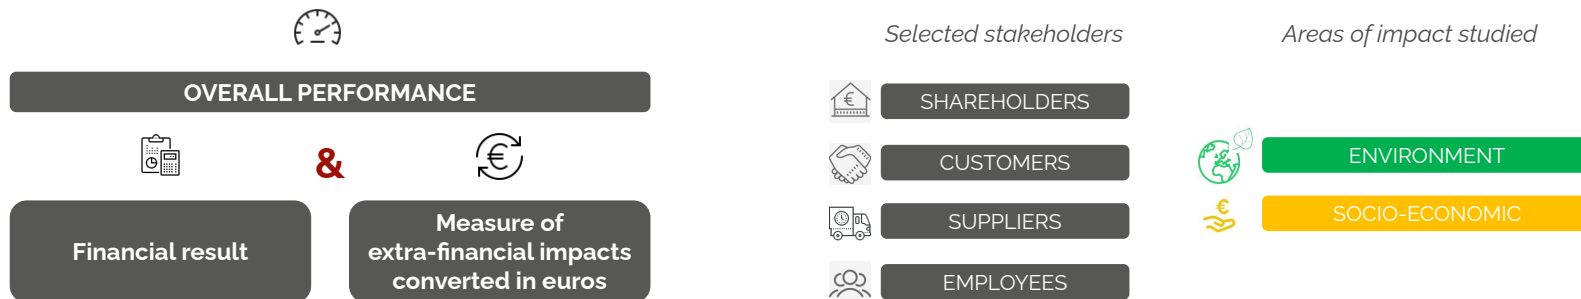 OVERALL PERFORMANCE
&
Financial result
Measure of
extra-financial impacts
converted in euros
Selected stakeholders
€
SHAREHOLDERS
CUSTOMERS
SUPPLIERS
EMPLOYEES
Areas of impact studied
ENVIRONMENT
€
SOCIO-ECONOMIC